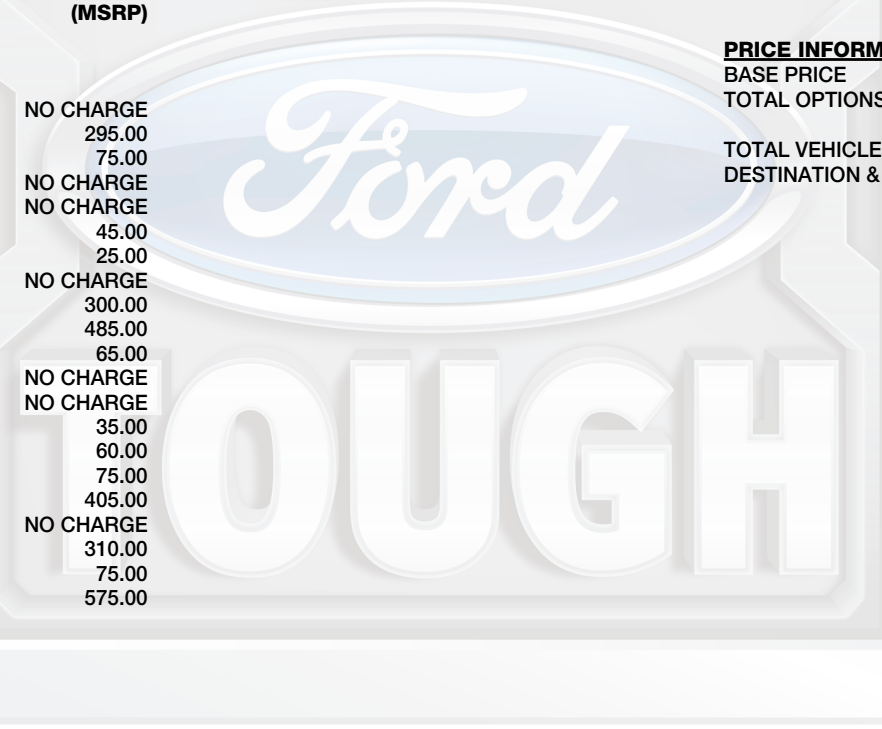 (MSRP)
NO CHARGE
295.00
75.00
NO CHARGE
NO CHARGE
45.00
25.00
NO CHARGE
300.00
485.00
65.00
NO CHARGE
NO CHARGE
35.00
60.00
75.00
405.00
NO CHARGE
310.00
75.00
575.00
PRICE INFORM
BASE PRICE
TOTAL OPTIONS
TOTAL VEHICLE
DESTINATION &
Ford
TOUGH